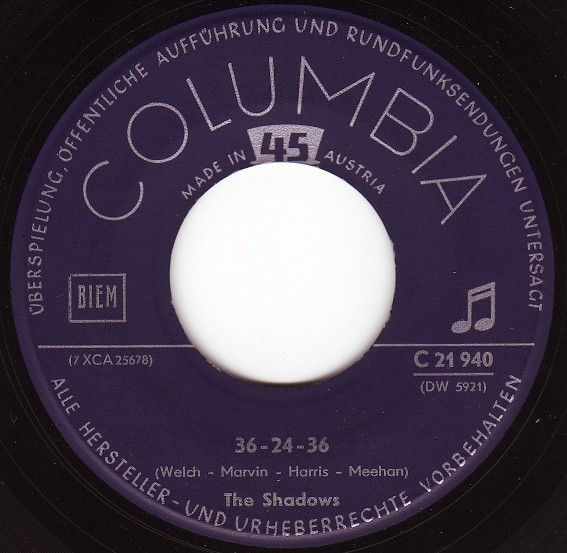 ÜBERSPIELUNG, ÖFFENTLICHE AUFFÜHRUNG UND RUNDFUNKSENDUNGEN UNTERSAGT
COLUMBIA
45
MADE IN AUSTRIA
BIEM
(7 XCA 25678)
C 21 940
(DW 5921)
36-24-36
(Welch - Marvin - Harris - Meehan)
The Shadows
ALLE HERSTELLER- UND URHEBERRECHTE VORBEHALTEN